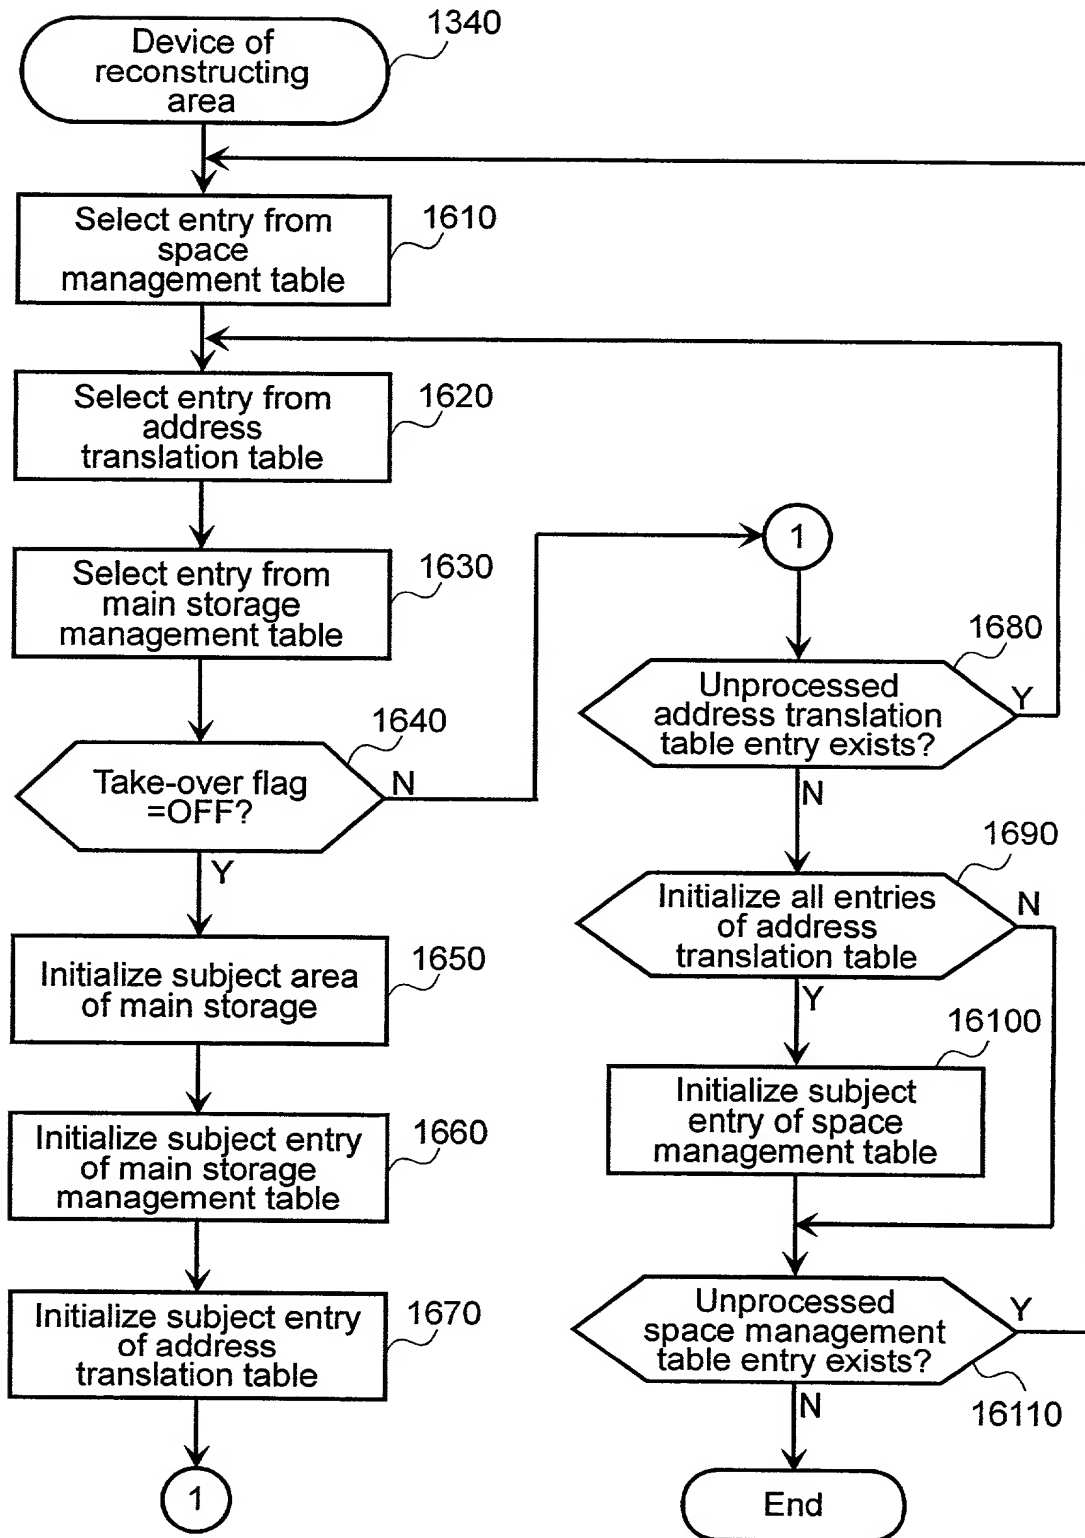 Device of
reconstructing
area
1340
Select entry from
space
management table
1610
Select entry from
address
translation table
1620
Select entry from
main storage
management table
1630
Take-over flag
=OFF?
1640
N
Y
Initialize subject area
of main storage
1650
Initialize subject entry
of main storage
management table
1660
Initialize subject entry
of address
translation table
1670
1
1
Unprocessed
address translation
table entry exists?
1680
Y
N
Initialize all entries
of address
translation table
1690
N
Y
Initialize subject
entry of space
management table
16100
Unprocessed
space management
table entry exists?
Y
16110
N
End